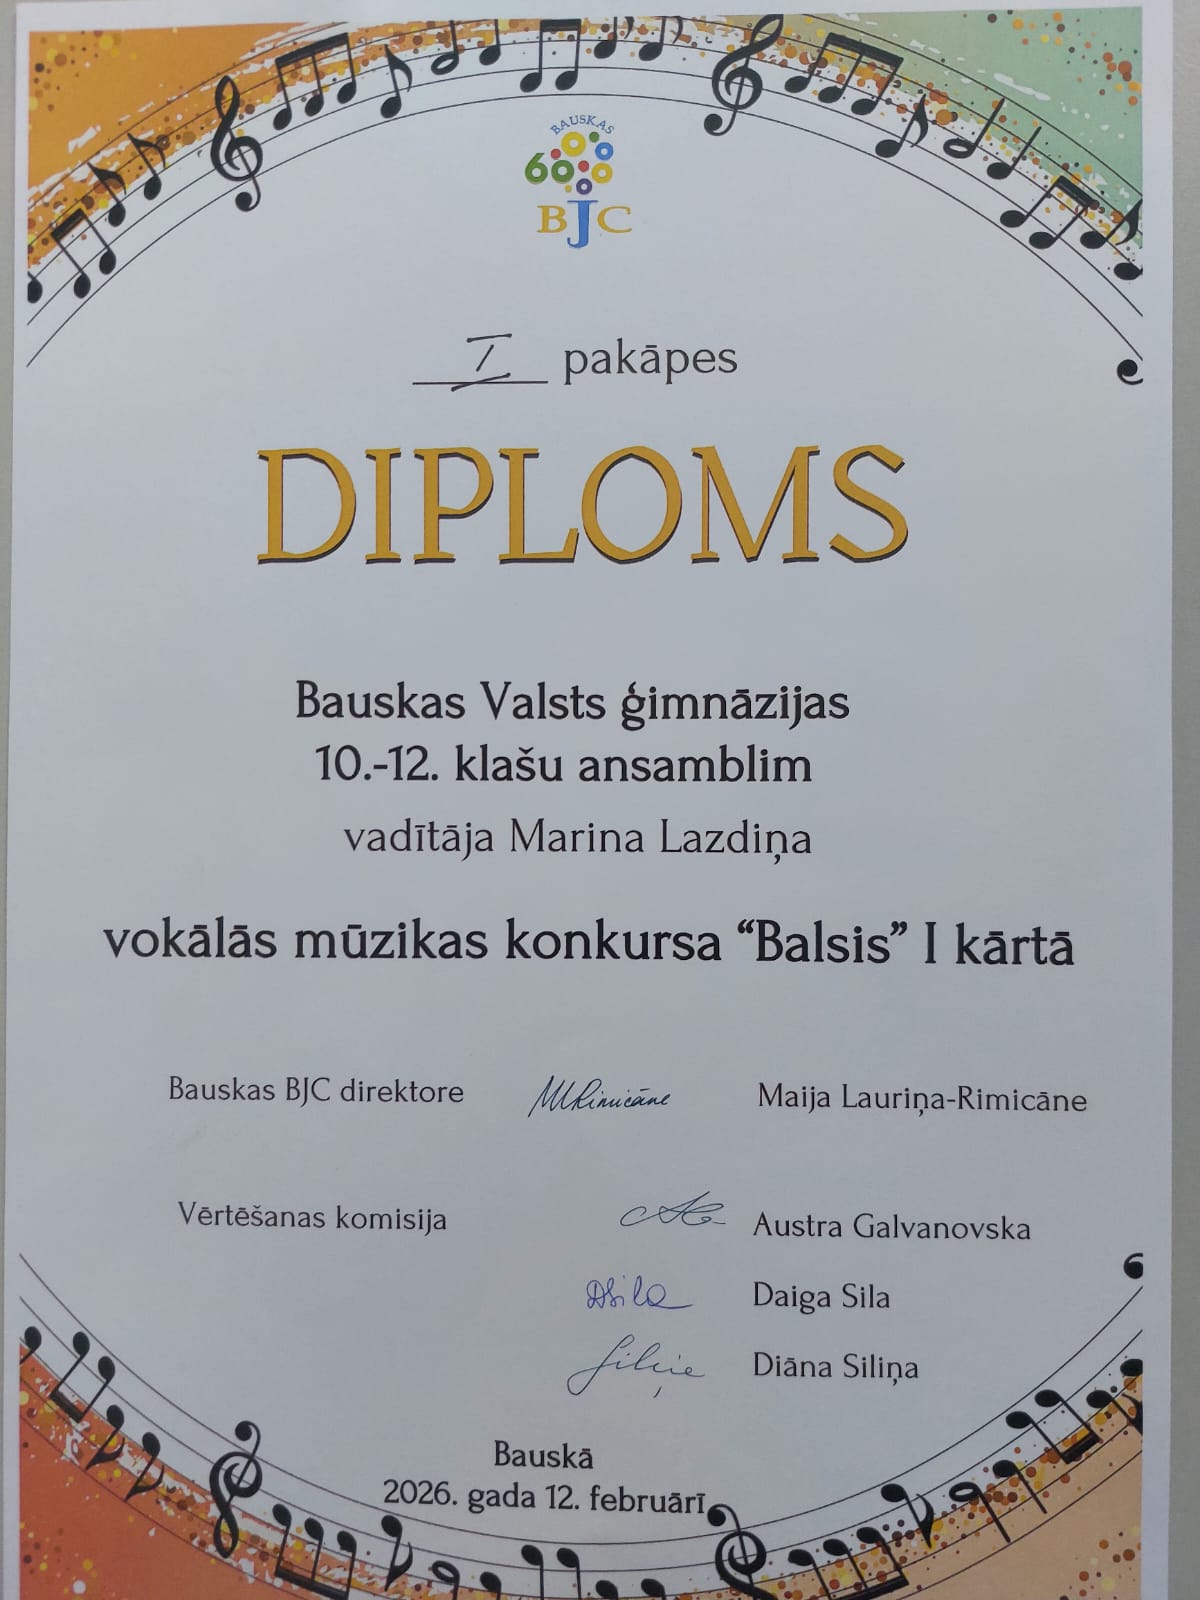 BAUSKAS
60
BJC
I pakāpes
DIPLOMS
Bauskas Valsts ģimnāzijas
10.-12. klašu ansamblim
vadītāja Marina Lazdiņa
vokālās mūzikas konkursa “Balsis” I kārtā
Bauskas BJC direktore MRimicāne Maija Lauriņa-Rimicāne
Vērtēšanas komisija Austra Galvanovska
DSila Daiga Sila
Diāna Siliņa
Bauskā
2026. gada 12. februārī